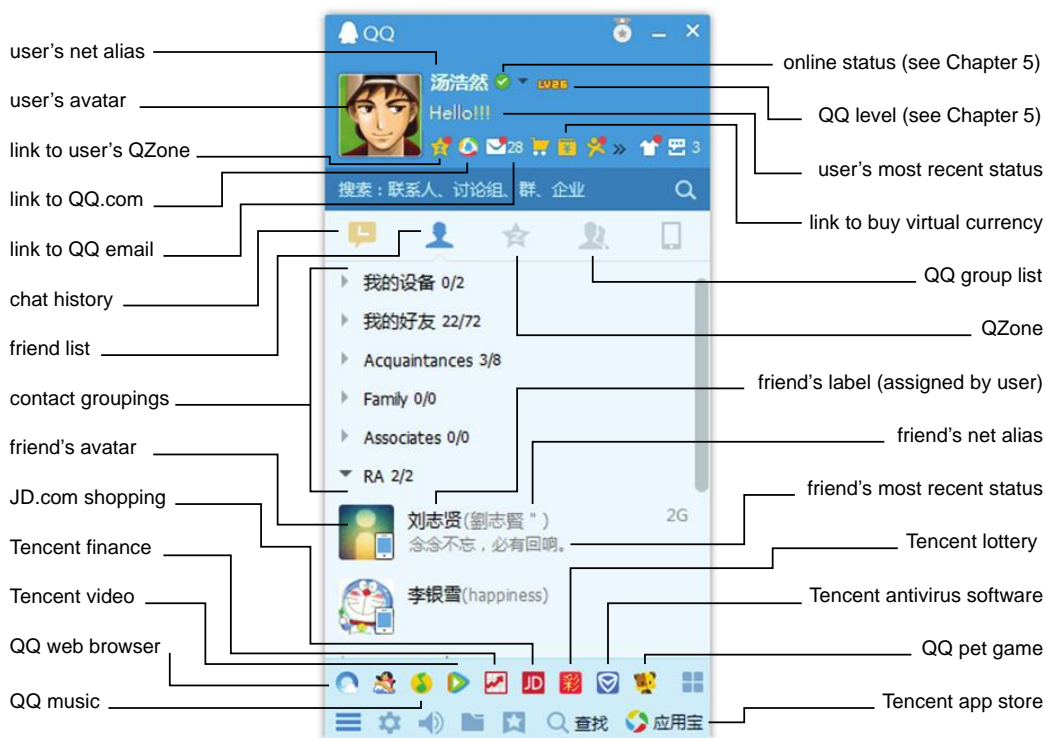 user's net alias
user's avatar
link to user's QZone
link to QQ.com
link to QQ email
chat history
friend list
contact groupings
friend's avatar
JD.com shopping
Tencent finance
Tencent video
QQ web browser
QQ music
QQ
汤浩然 LV26
Hello!!!
28
3
搜索：联系人、讨论组、群、企业
我的设备 0/2
我的好友 22/72
Acquaintances 3/8
Family 0/0
Associates 0/0
RA 2/2
刘志贤(劉志賢 " ) 2G
念念不忘，必有回响。
李银雪(happiness)
JD 彩
查找 应用宝
online status (see Chapter 5)
QQ level (see Chapter 5)
user's most recent status
link to buy virtual currency
QQ group list
QZone
friend's label (assigned by user)
friend's net alias
friend's most recent status
Tencent lottery
Tencent antivirus software
QQ pet game
Tencent app store